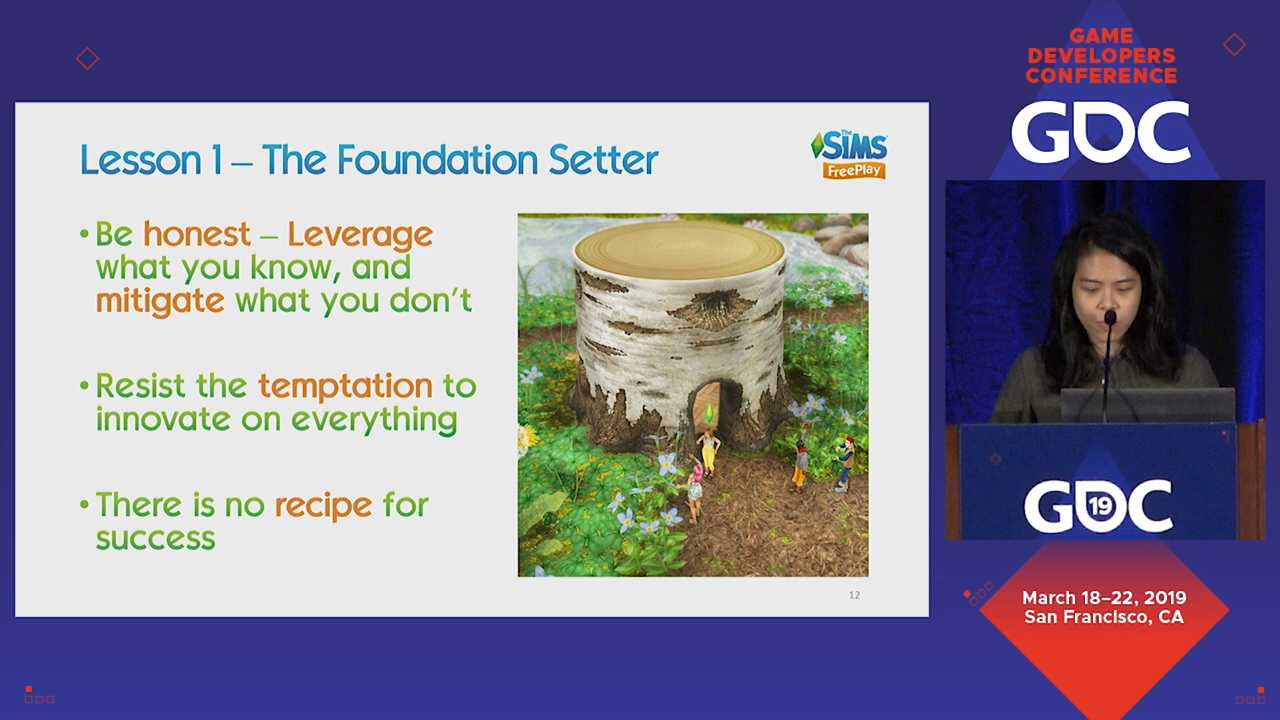 Lesson 1 – The Foundation Setter
The
SIMS
FreePlay
• Be honest – Leverage
what you know, and
mitigate what you don't
• Resist the temptation to
innovate on everything
• There is no recipe for
success
12
GAME
DEVELOPERS
CONFERENCE
GDC
GDC
19
March 18–22, 2019
San Francisco, CA